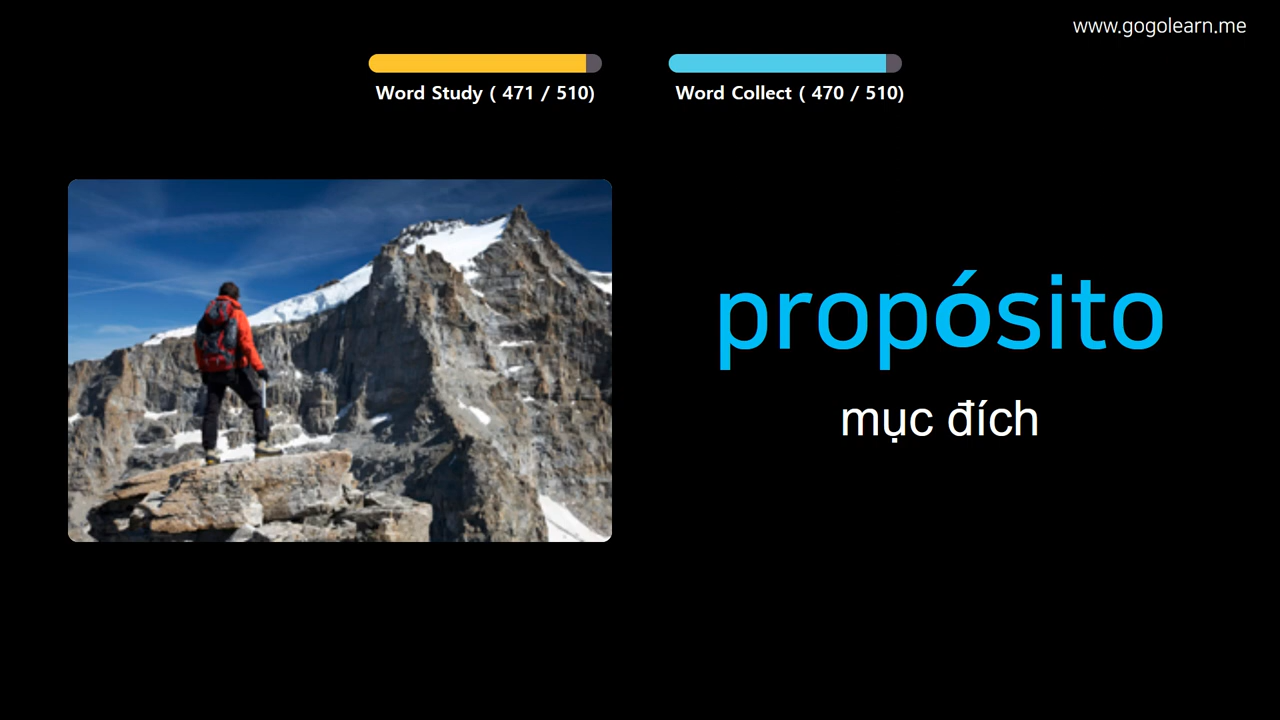 www.gogolearn.me
Word Study ( 471 / 510)
Word Collect ( 470 / 510)
propósito
mục đích